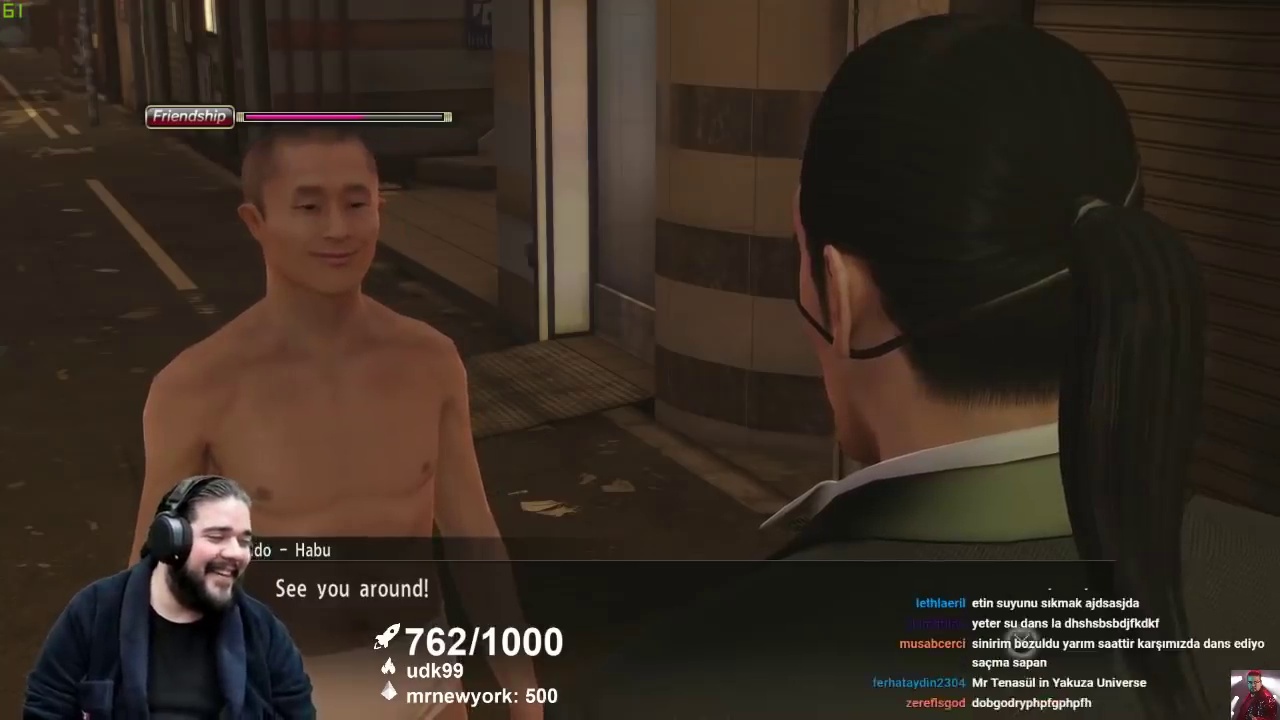 61
Friendship
do - Habu
See you around!
762/1000
udk99
mrnewyork: 500
lethlaeril etin suyunu sıkmak ajdsasjda
yeter su dans la dhshsbsbdjfkdkf
musabcerci sinirim bozuldu yarım saattir karşımızda dans ediyo
saçma sapan
ferhataydin2304 Mr Tenasül in Yakuza Universe
zereflsgod dobgodryphpfgphpfh